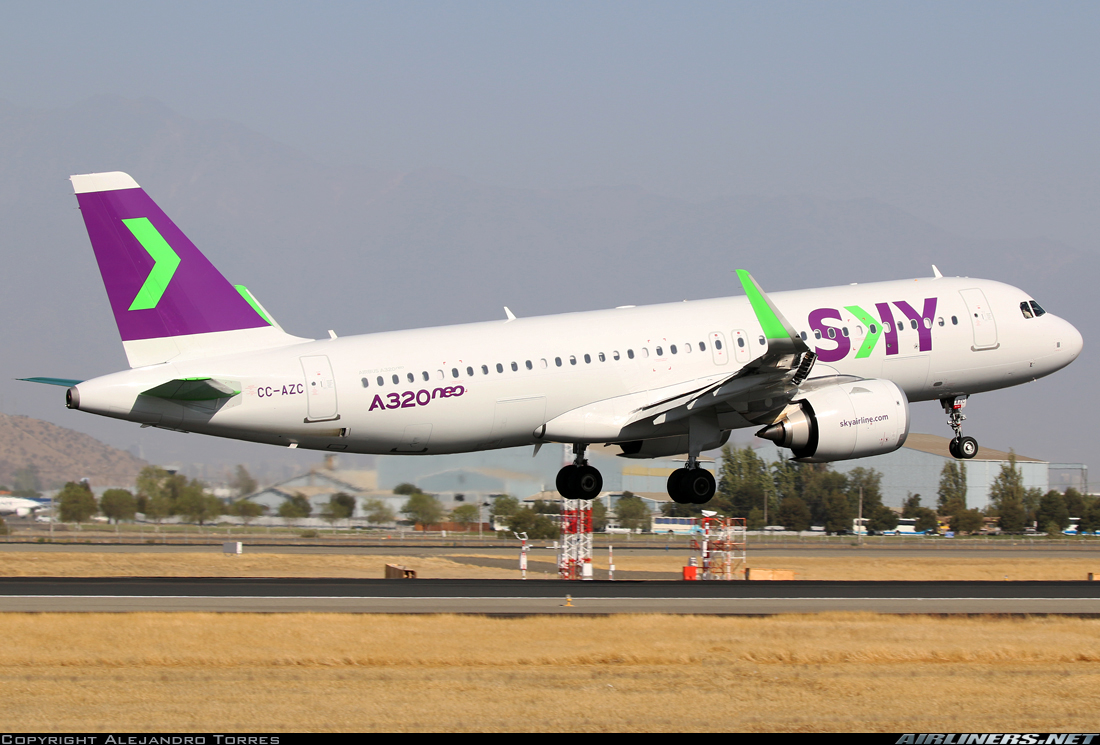 SKY
CC-AZC
A320neo
skyairline.com
Copyright Alejandro Torres
AIRLINERS.NET